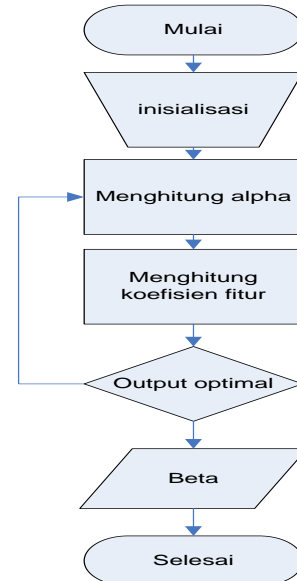 Mulai
inisialisasi
Menghitung alpha
Menghitung
koefisien fitur
Output optimal
Beta
Selesai